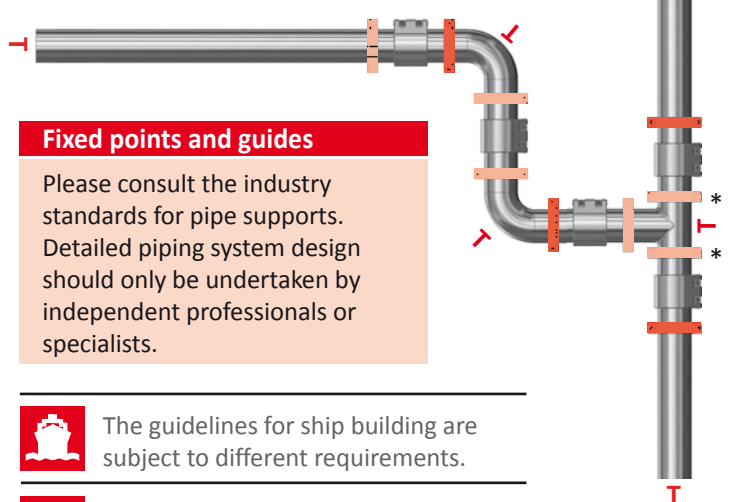 Fixed points and guides
Please consult the industry
standards for pipe supports.
Detailed piping system design
should only be undertaken by
independent professionals or
specialists.
*
*
The guidelines for ship building are
subject to different requirements.